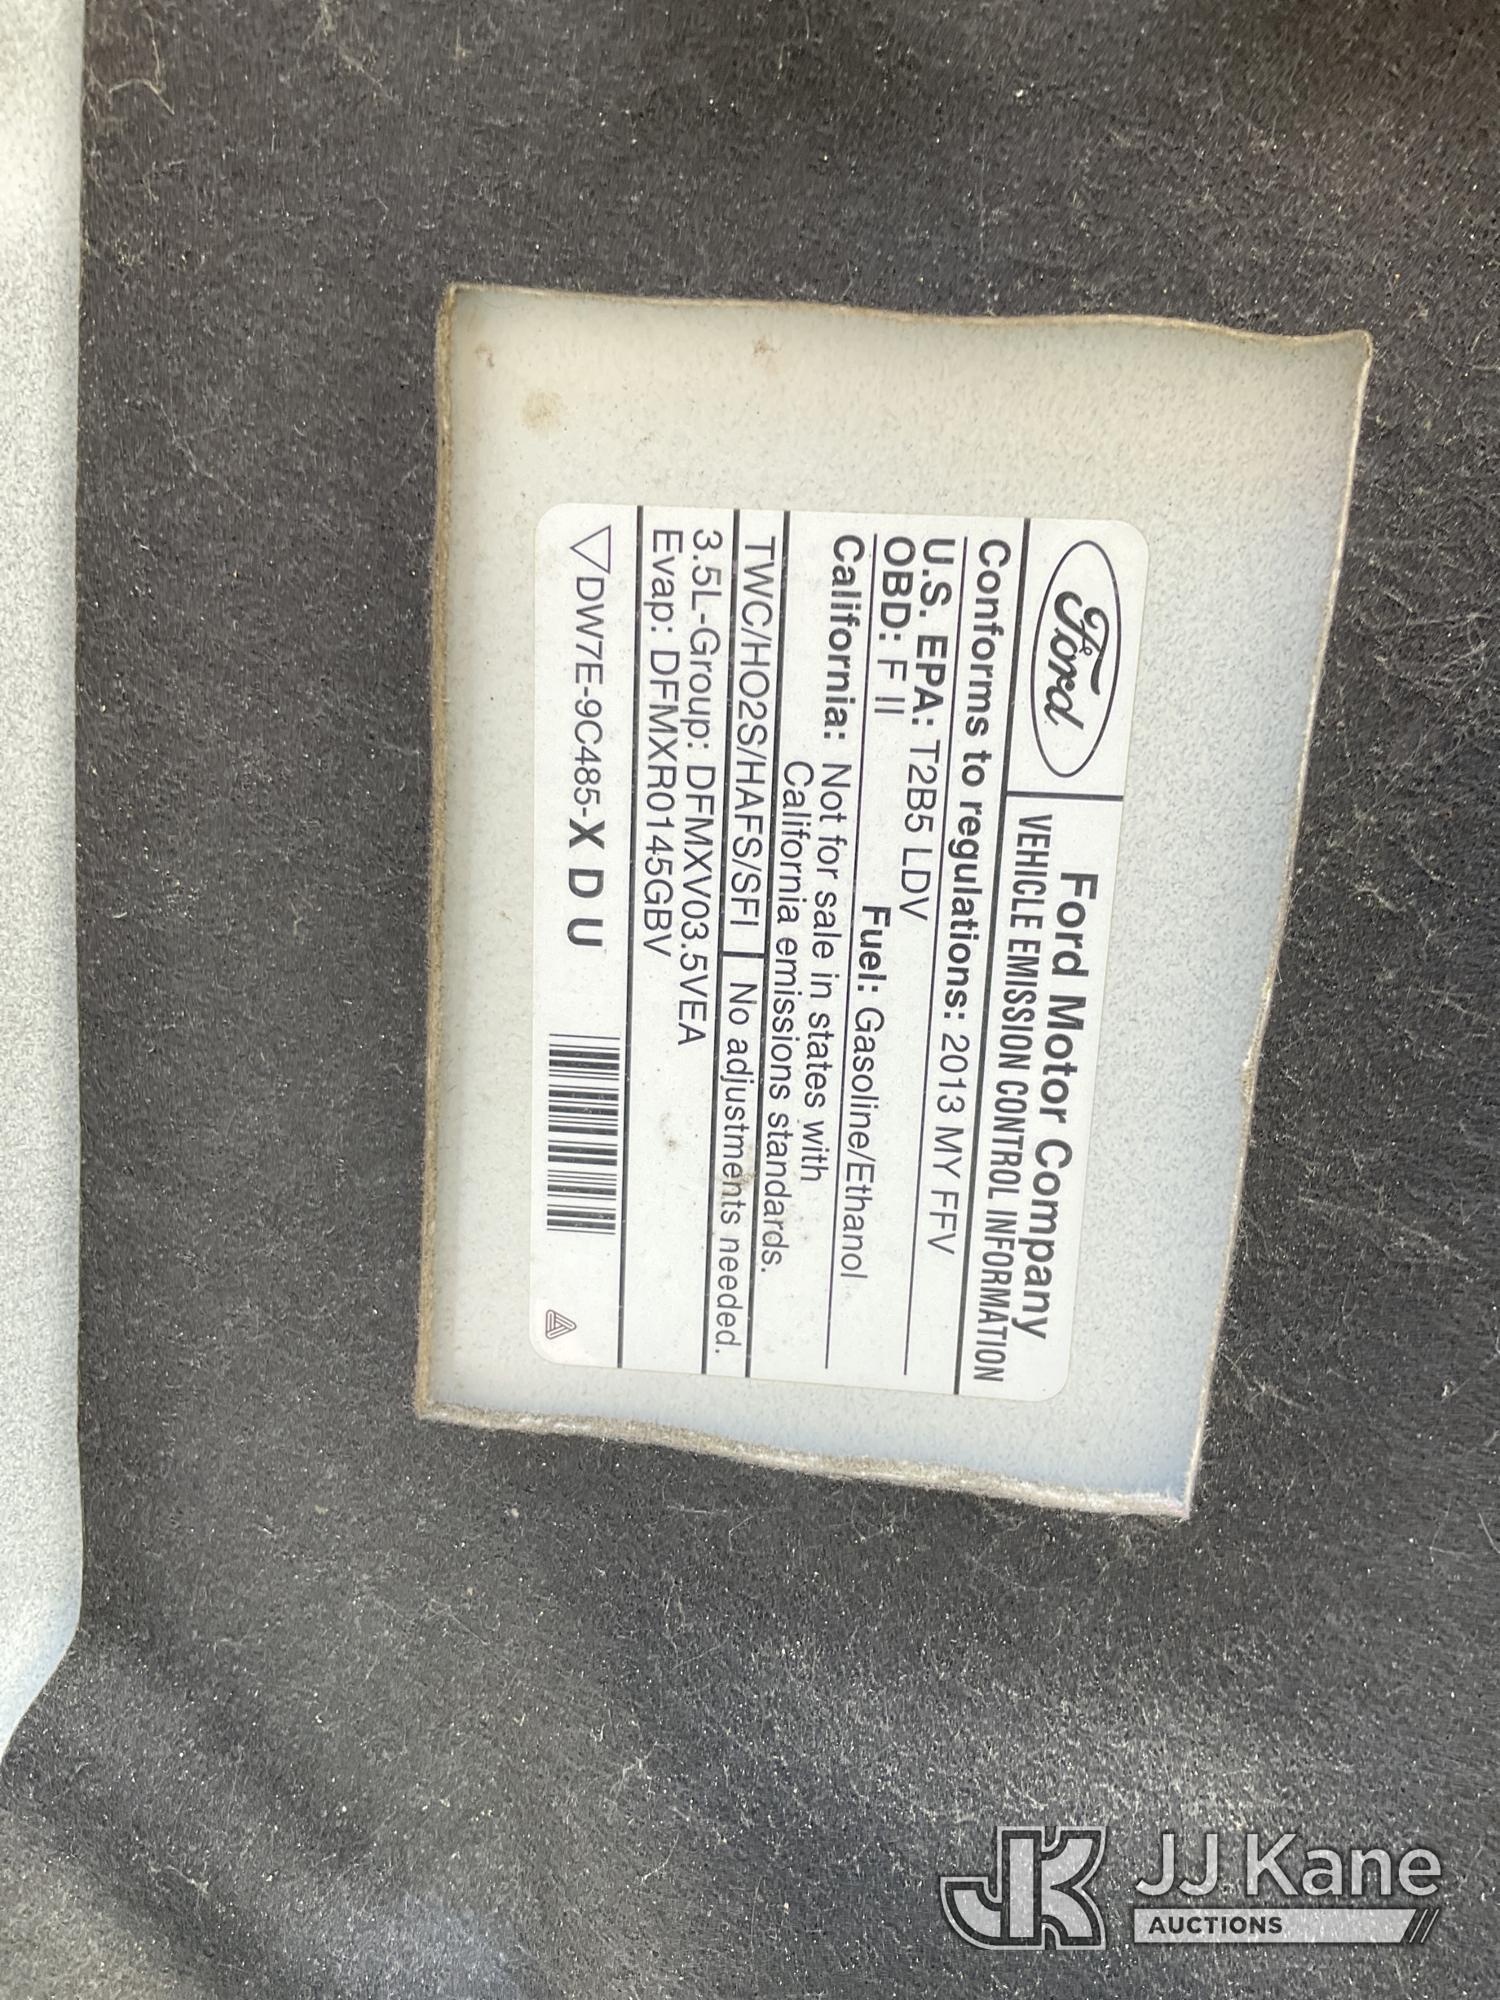 Ford
Ford Motor Company
VEHICLE EMISSION CONTROL INFORMATION
Conforms to regulations: 2013 MY FFV
U.S. EPA: T2B5 LDV
OBD: F II Fuel: Gasoline/Ethanol
California: Not for sale in states with
California emissions standards.
TWC/HO2S/HAFS/SFI No adjustments needed.
3.5L-Group: DFMXV03.5VEA
Evap: DFMXR0145GBV
DW7E-9C485-X D U
JK JJ Kane
AUCTIONS